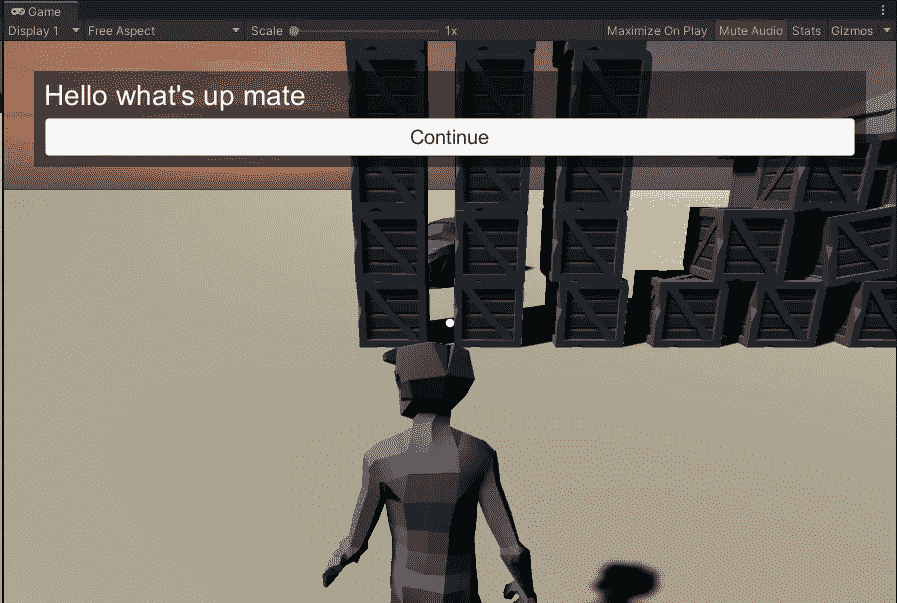 Game
Display 1 Free Aspect Scale 1x Maximize On Play Mute Audio Stats Gizmos
Hello what's up mate
Continue